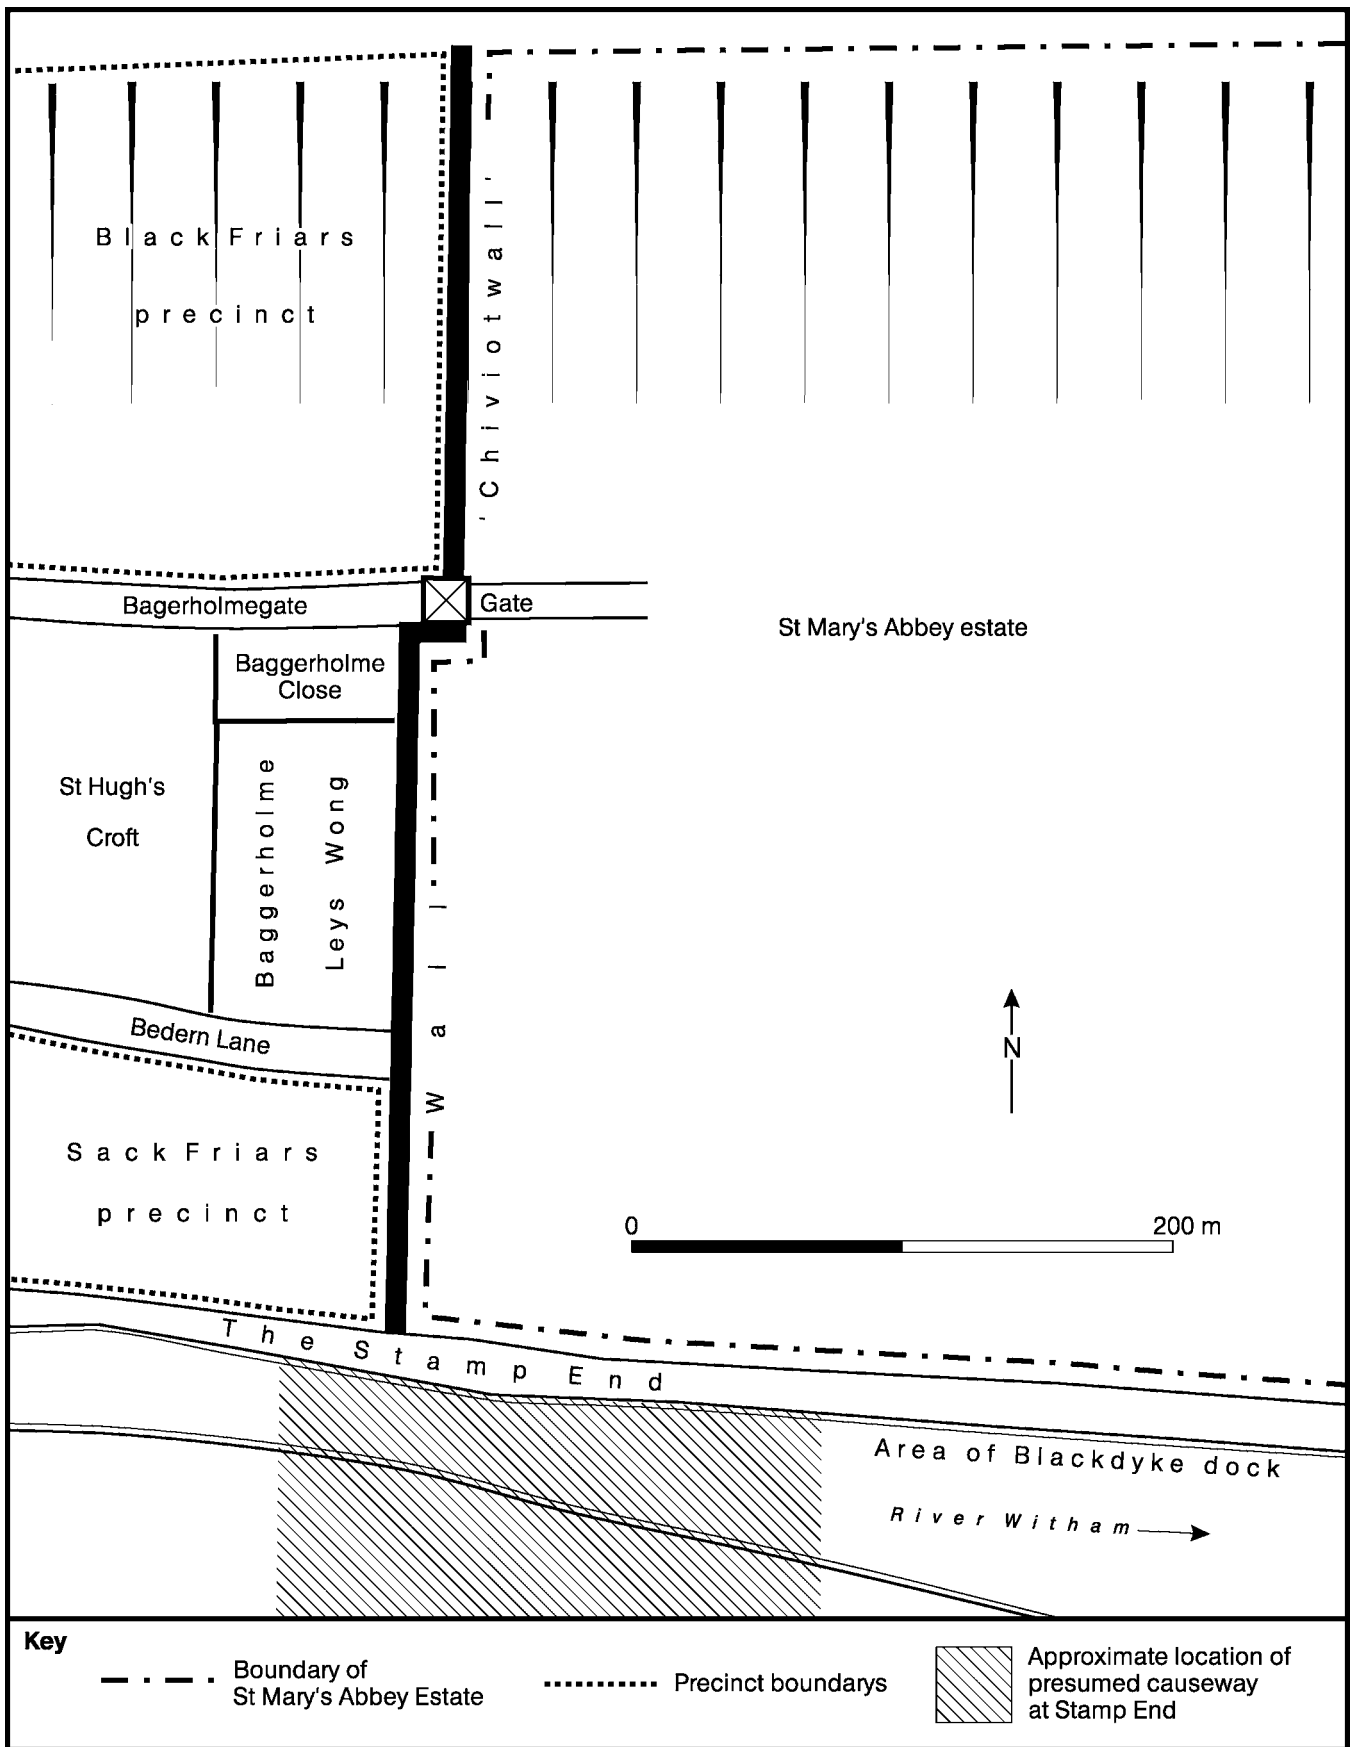 Black Friars
precinct
'Chiviotwall'
Bagerholmegate
Gate
St Mary's Abbey estate
Baggerholme
Close
St Hugh's
Croft
Baggerholme
Leys Wong
Wall
Bedern Lane
N
Sack Friars
precinct
0
200 m
The Stamp End
Area of Blackdyke dock
River Witham
Key
Boundary of
St Mary's Abbey Estate
Precinct boundarys
Approximate location of
presumed causeway
at Stamp End